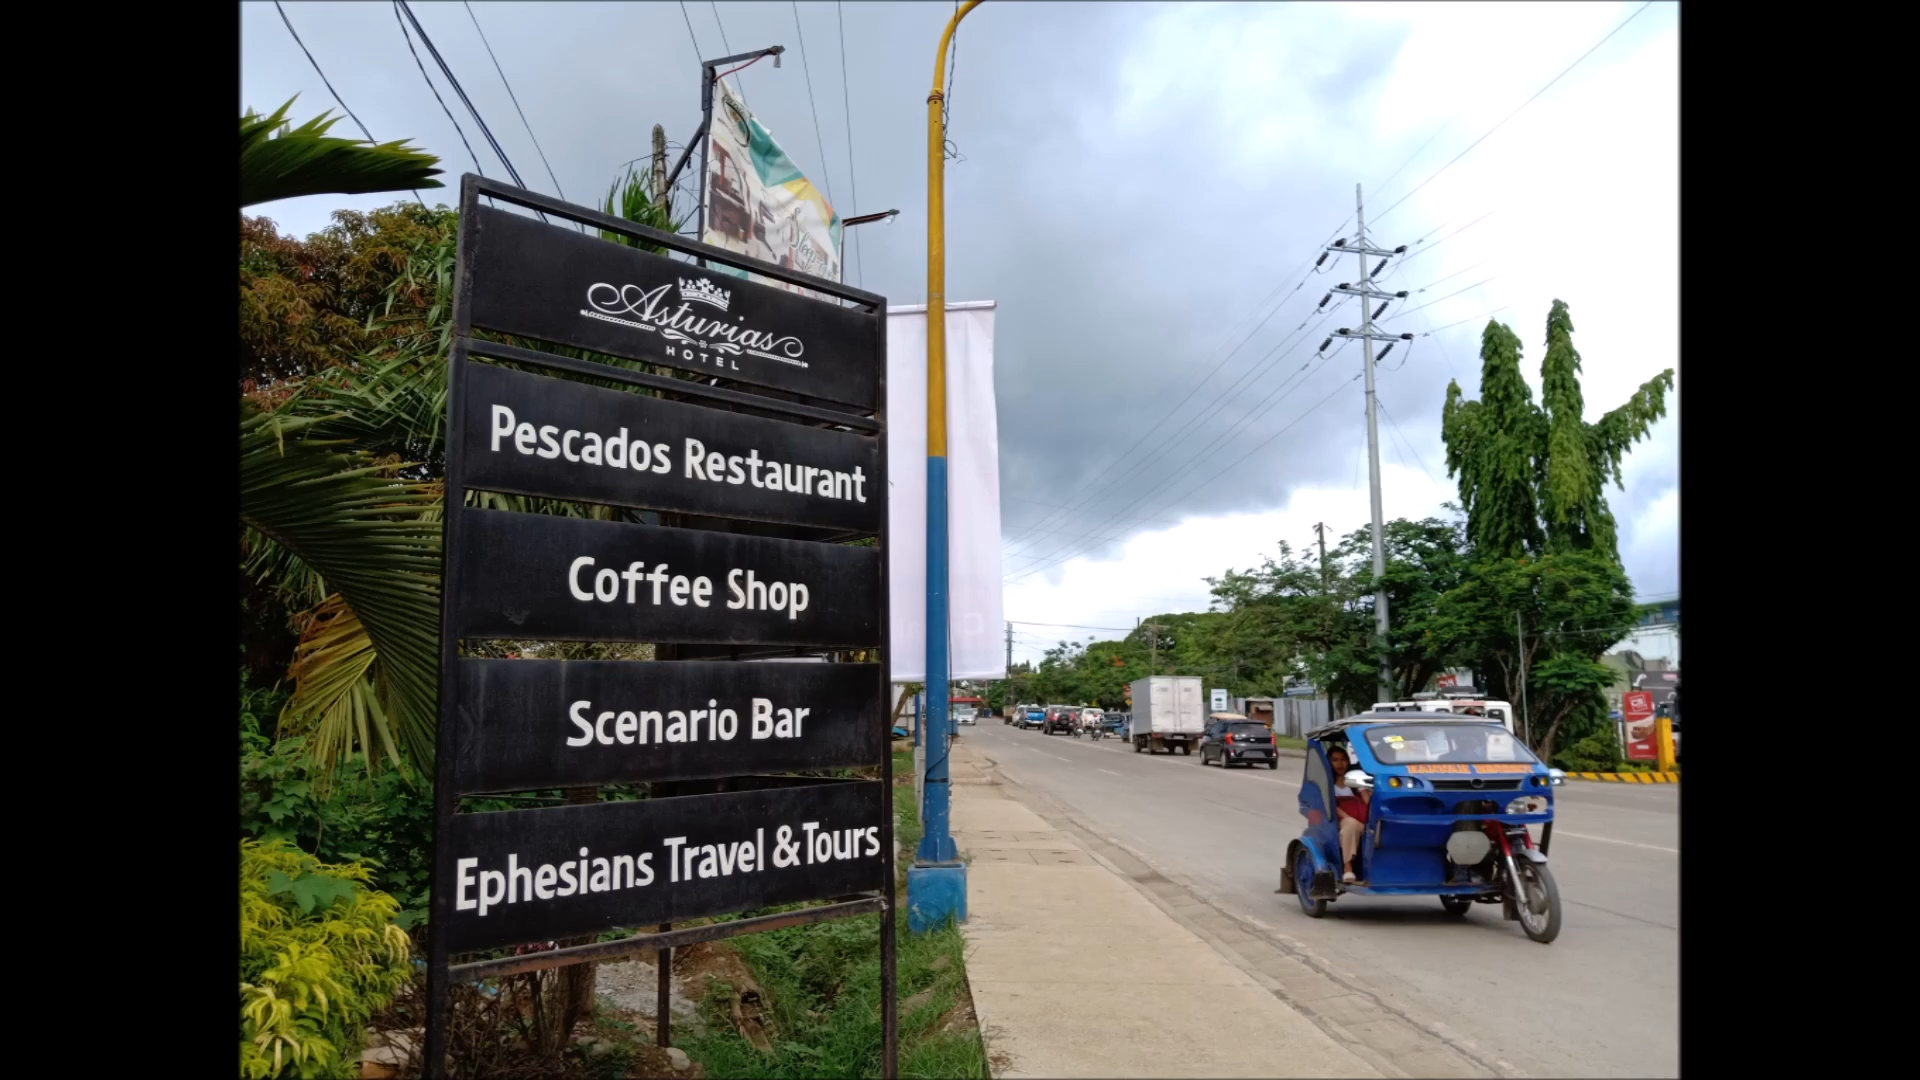 Asturias
HOTEL
Pescados Restaurant
Coffee Shop
Scenario Bar
Ephesians Travel & Tours